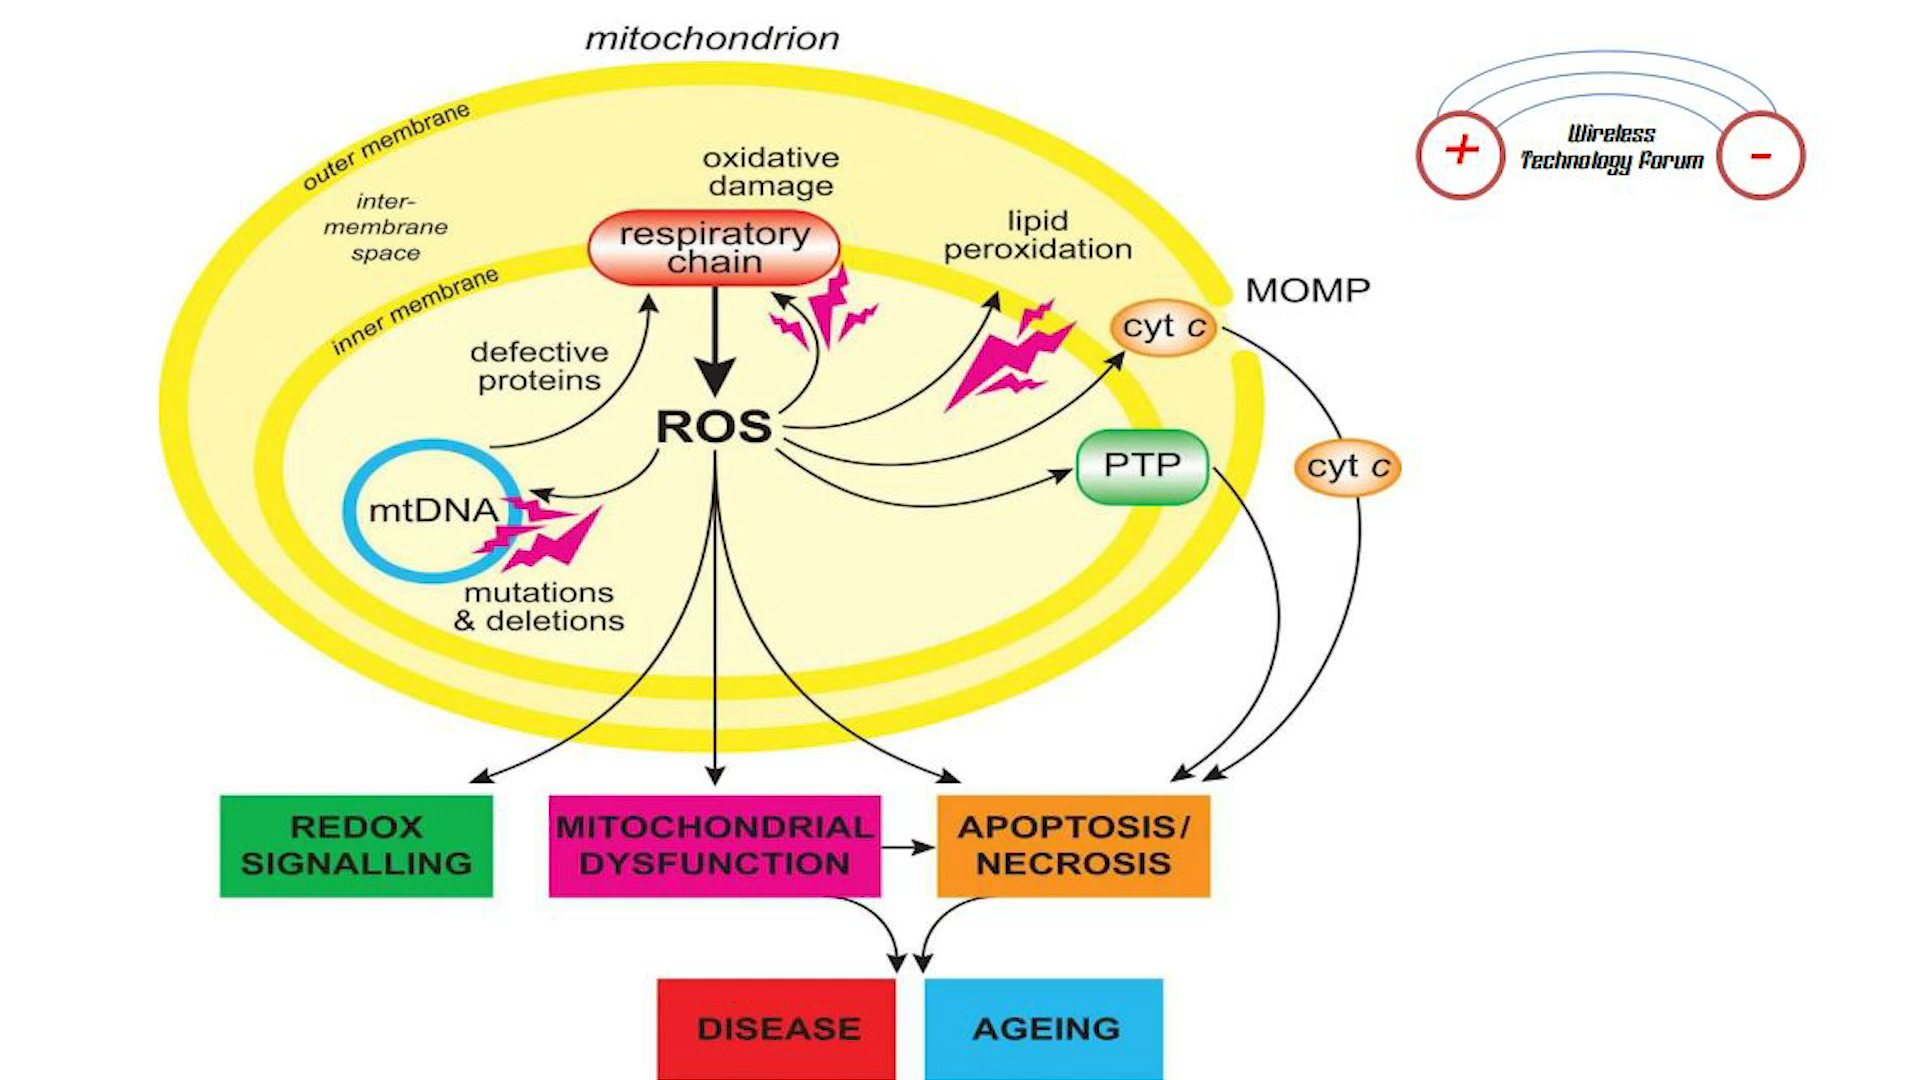 mitochondrion
outer membrane
inter-
membrane
space
inner membrane
oxidative
damage
respiratory
chain
lipid
peroxidation
MOMP
cyt c
defective
proteins
ROS
PTP
cyt c
mtDNA
mutations
& deletions
REDOX
SIGNALLING
MITOCHONDRIAL
DYSFUNCTION
APOPTOSIS/
NECROSIS
DISEASE
AGEING
+
Wireless
Technology Forum
-